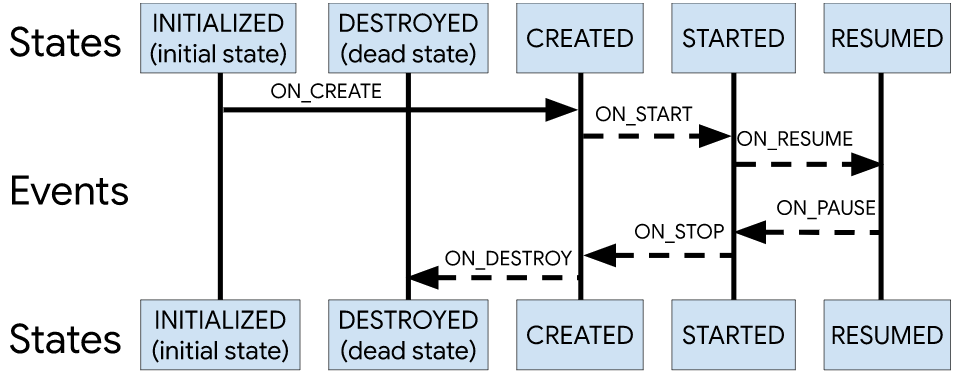 States
INITIALIZED
(initial state)
DESTROYED
(dead state)
CREATED
STARTED
RESUMED
ON_CREATE
ON_START
ON_RESUME
Events
ON_PAUSE
ON_STOP
ON_DESTROY
States
INITIALIZED
(initial state)
DESTROYED
(dead state)
CREATED
STARTED
RESUMED